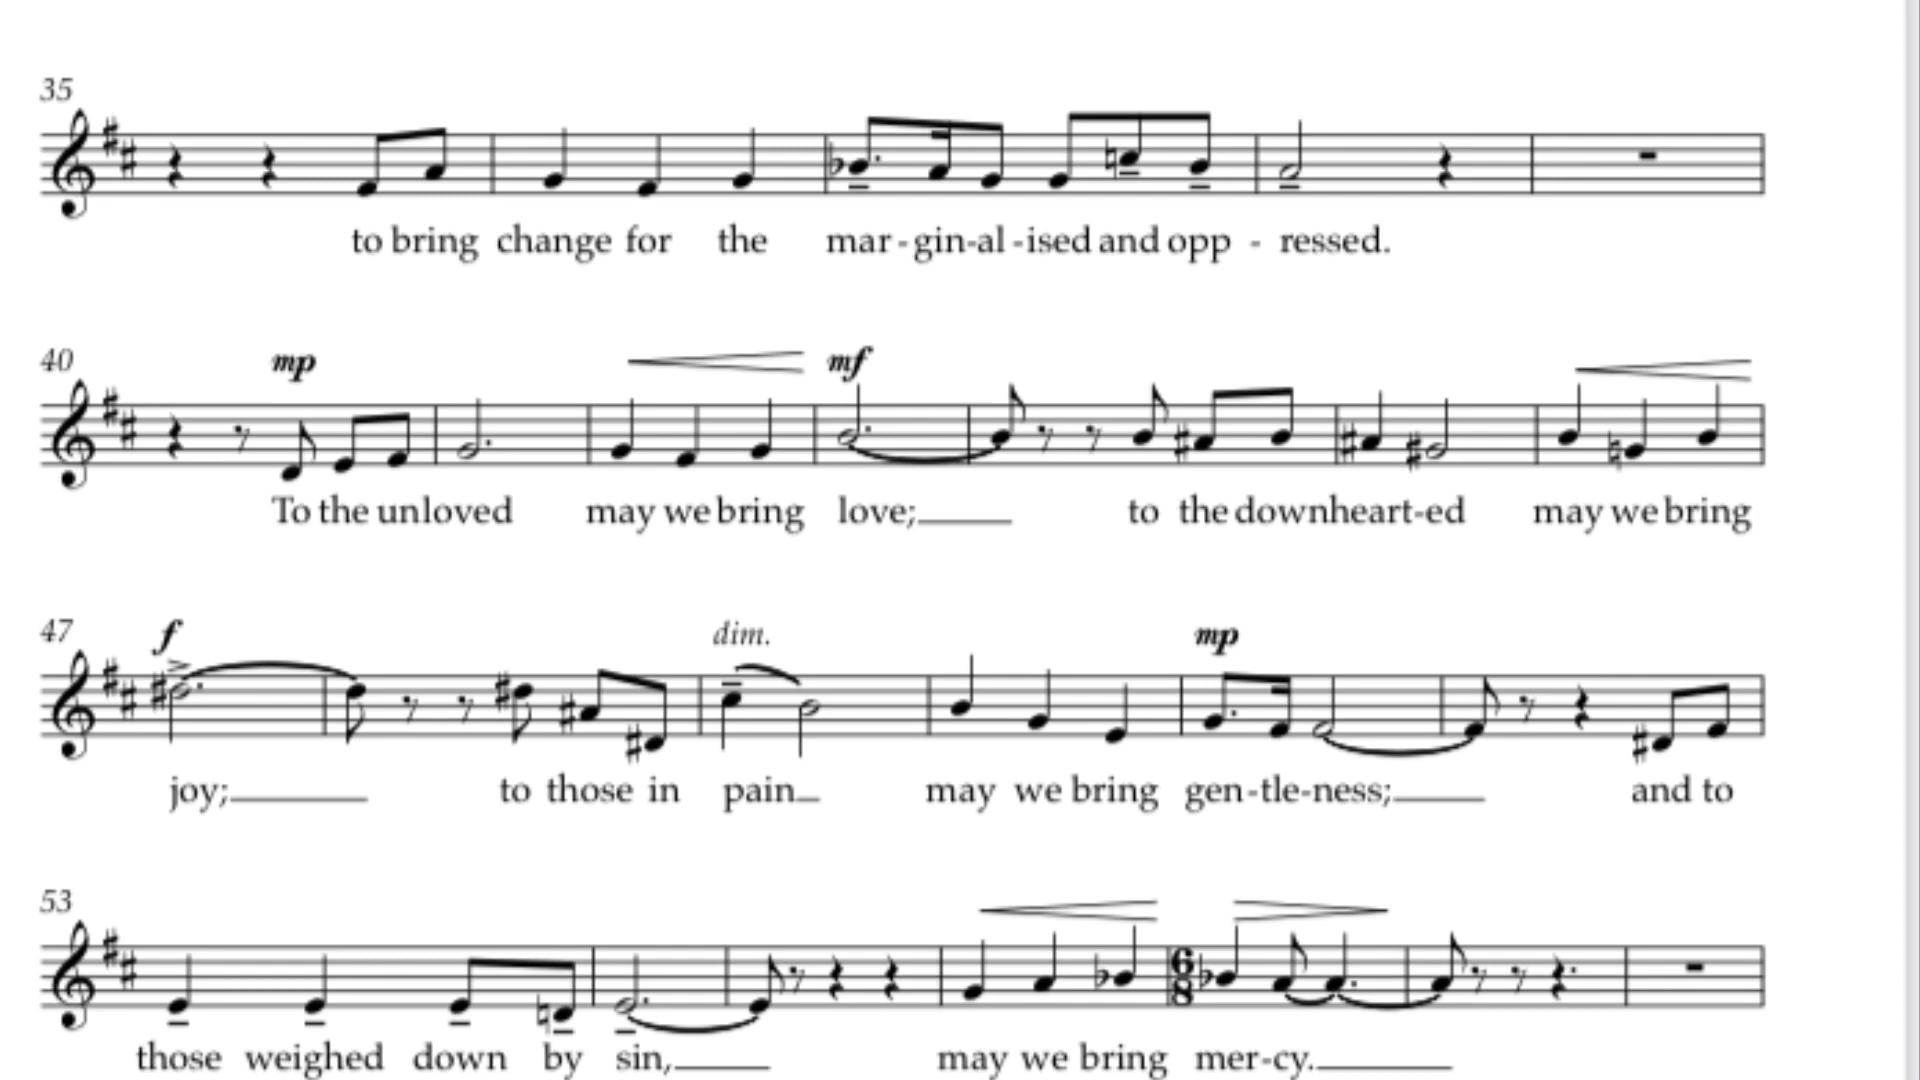 35
to bring change for the mar - gin - al - ised and opp - ressed.
40 mp mf
To the unloved may we bring love; to the downheart-ed may we bring
47 f dim. mp
joy; to those in pain may we bring gen-tle-ness; and to
53
6
8
those weighed down by sin, may we bring mer-cy.